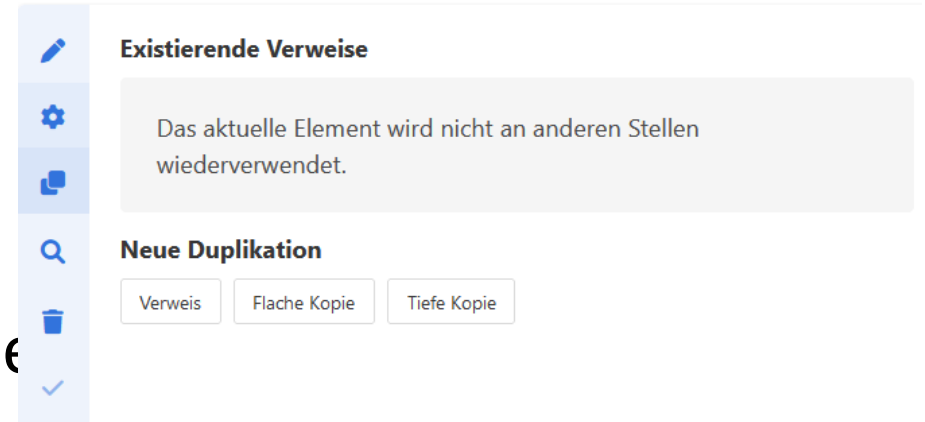 Existierende Verweise
Das aktuelle Element wird nicht an anderen Stellen
wiederverwendet.
Neue Duplikation
Verweis Flache Kopie Tiefe Kopie
e